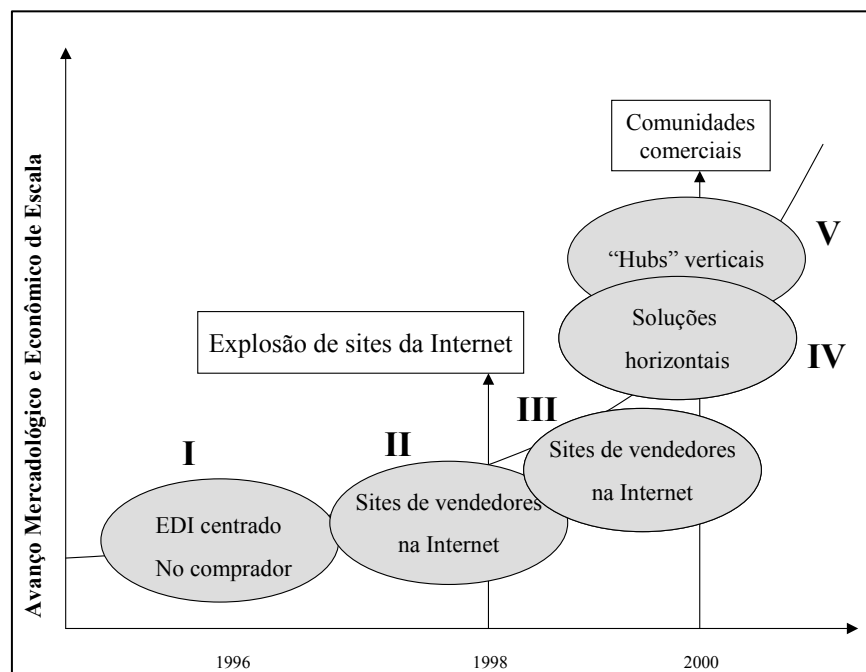 Avanço Mercadológico e Econômico de Escala
Comunidades
comerciais
V
“Hubs” verticais
Soluções
horizontais
IV
Explosão de sites da Internet
III
II
I
Sites de vendedores
na Internet
Sites de vendedores
na Internet
EDI centrado
No comprador
1996
1998
2000